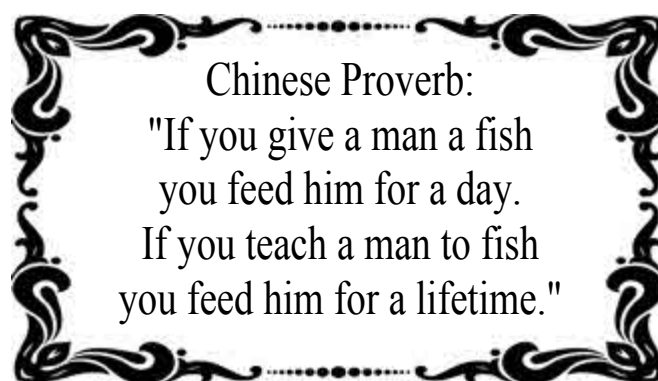 Chinese Proverb:
"If you give a man a fish
you feed him for a day.
If you teach a man to fish
you feed him for a lifetime."